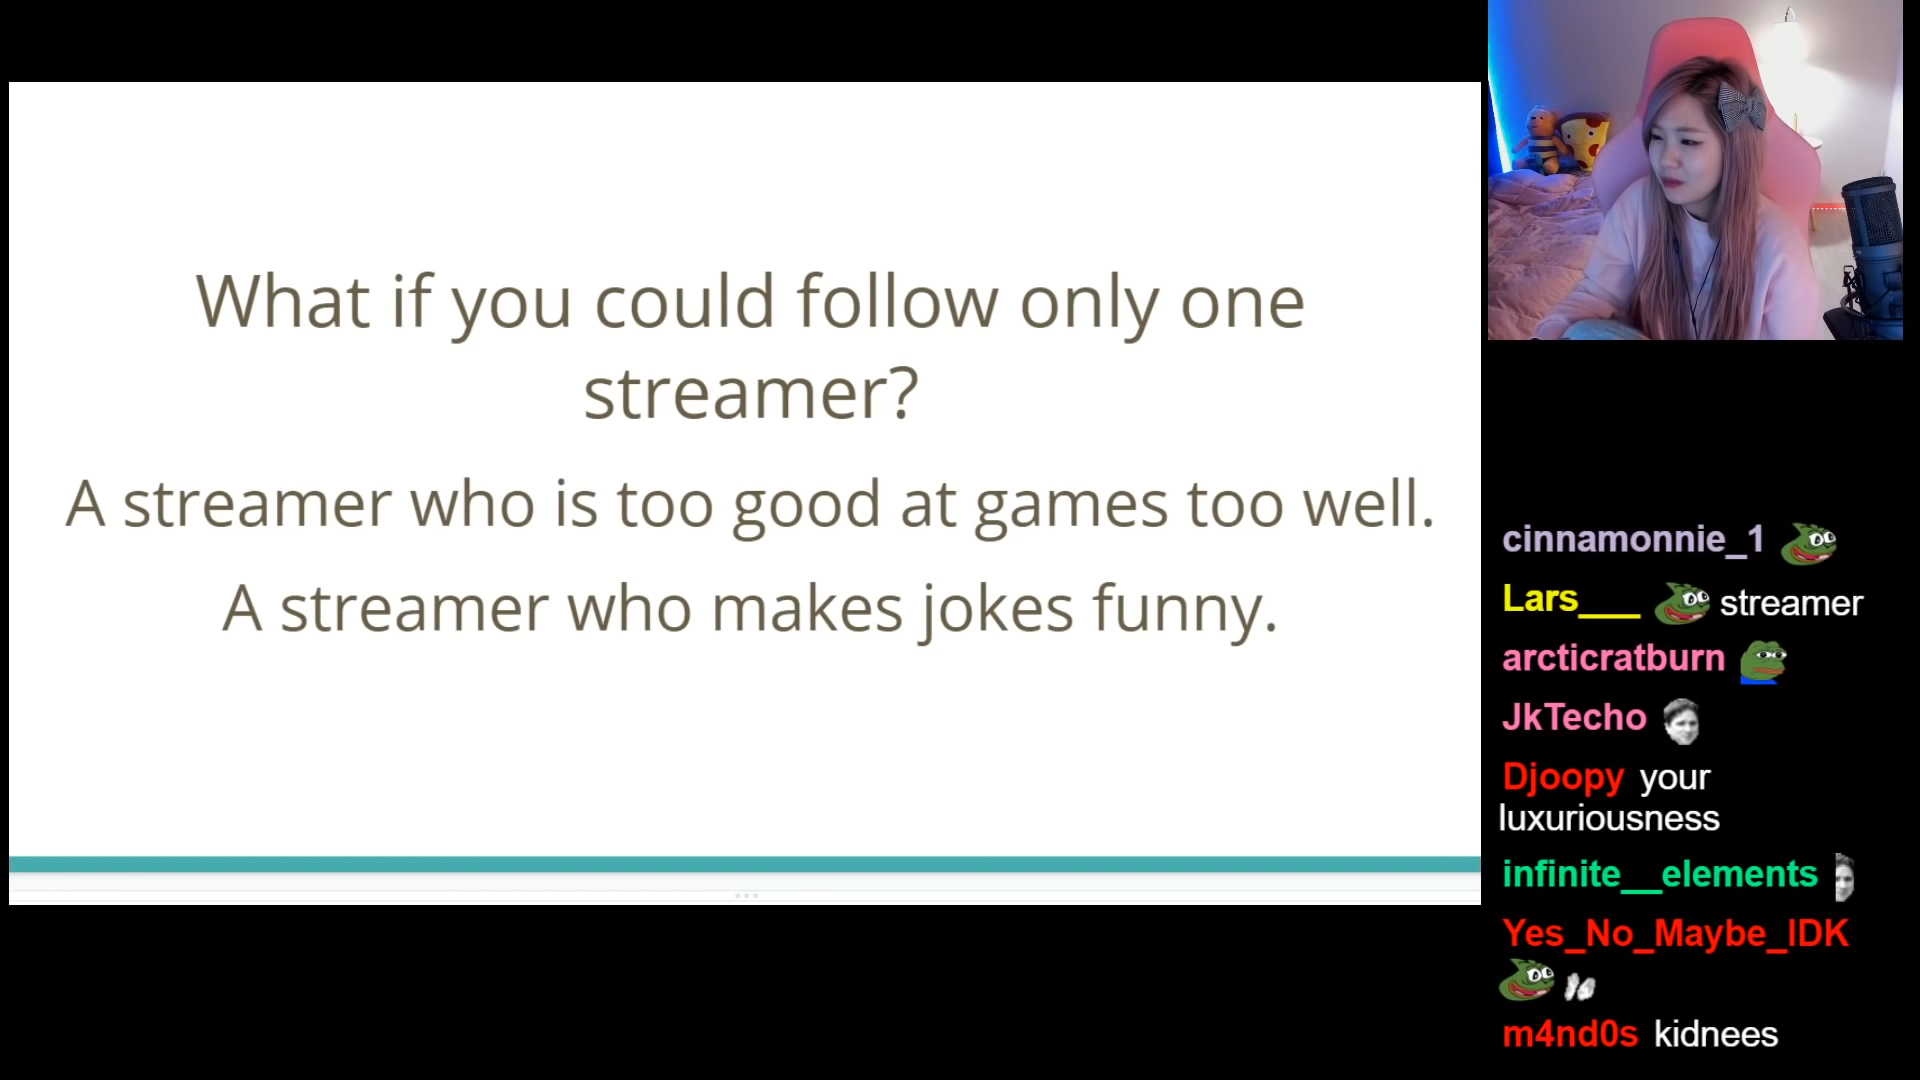 What if you could follow only one
streamer?
A streamer who is too good at games too well.
A streamer who makes jokes funny.
cinnamonnie_1
Lars___ streamer
arcticratburn
JkTecho
Djoopy your
luxuriousness
infinite__elements
Yes_No_Maybe_IDK
m4nd0s kidnees